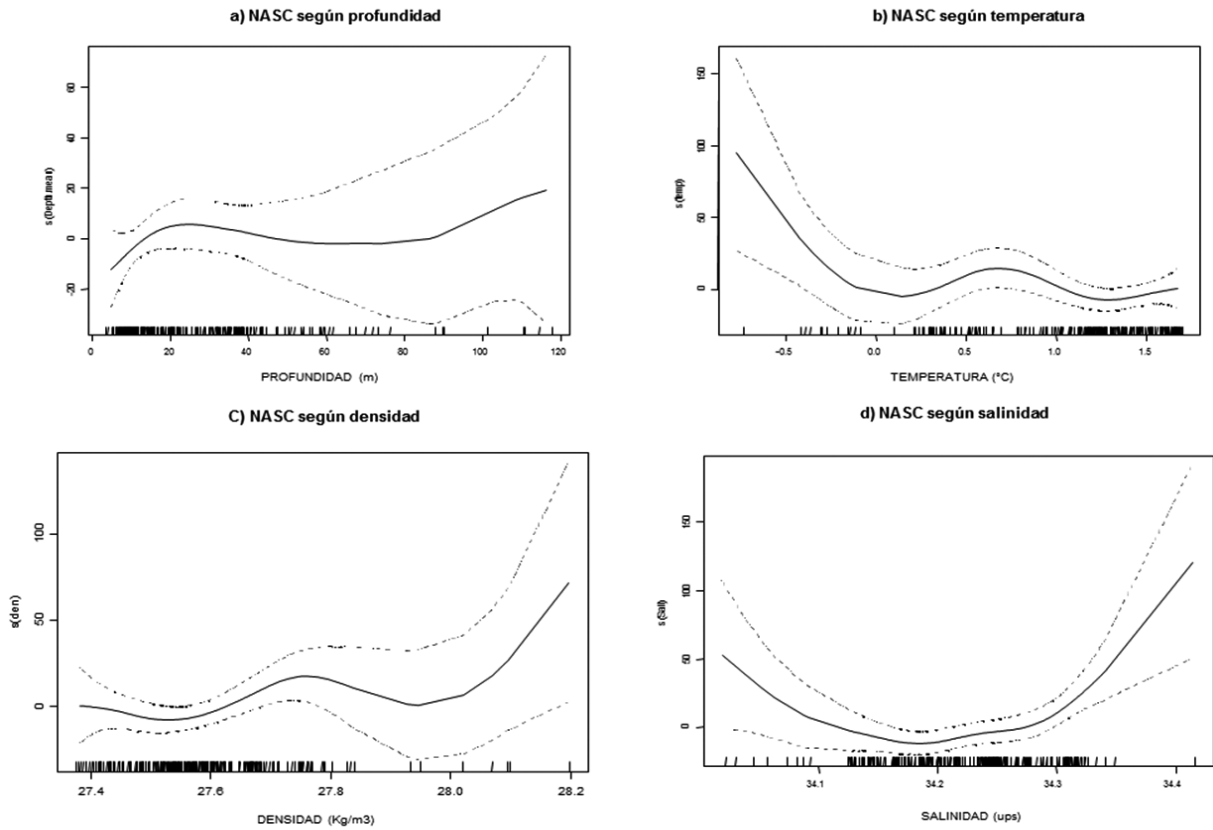 a) NASC según profundidad
s(Depth.mean)
-20 0 20 40 60
0 20 40 60 80 100 120
PROFUNDIDAD (m)
b) NASC según temperatura
s(temp)
0 50 100 150
-0.5 0.0 0.5 1.0 1.5
TEMPERATURA (°C)
C) NASC según densidad
s(den)
0 50 100
27.4 27.6 27.8 28.0 28.2
DENSIDAD (Kg/m3)
d) NASC según salinidad
s(Salt)
0 50 100 150
34.1 34.2 34.3 34.4
SALINIDAD (ups)